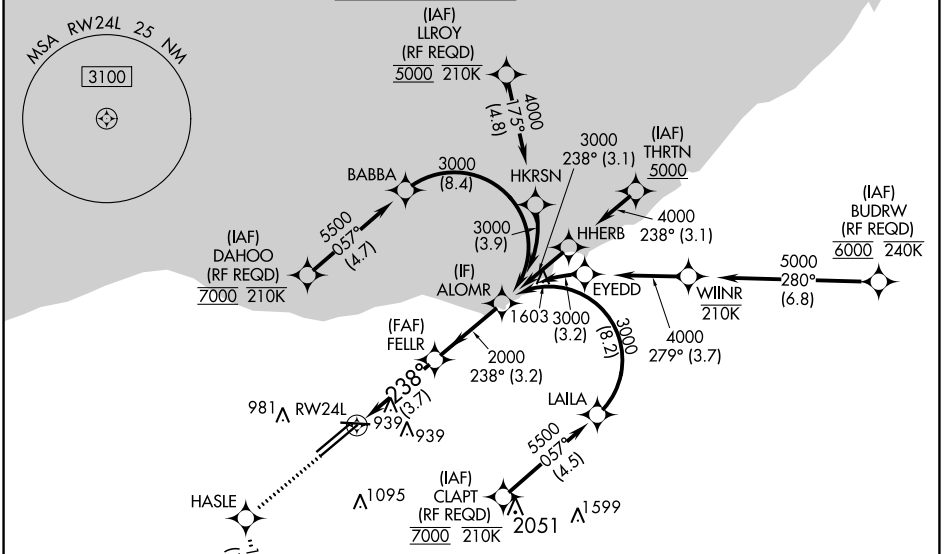 MSA RW24L 25 NM
3100
(IAF)
LLROY
(RF REQD)
5000 210K
4000
175°
(4.8)
3000
238° (3.1)
(IAF)
THRTN
5000
BABBA
3000
(8.4)
HKRSN
4000
238° (3.1)
(IAF)
BUDRW
(RF REQD)
6000 240K
5500
057°
(4.7)
3000
(3.9)
HHERB
(IAF)
DAHOO
(RF REQD)
7000 210K
(IF)
ALOMR
EYEDD
WIINR
210K
5000
280°
(6.8)
1603
3000
(3.2)
3000
(8.2)
4000
279° (3.7)
(FAF)
FELLR
2000
238° (3.2)
238°
(3.7)
LAILA
981
RW24L
939
939
5500
057°
(4.5)
HASLE
1095
(IAF)
CLAPT
(RF REQD)
7000 210K
2051
1599